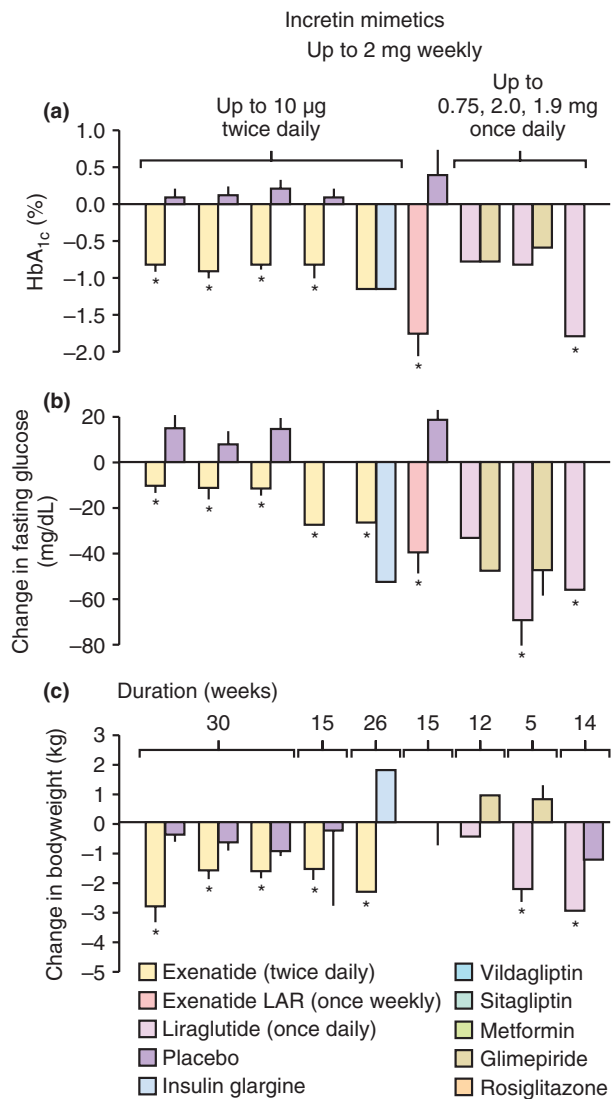 Incretin mimetics
Up to 2 mg weekly
Up to
0.75, 2.0, 1.9 mg
once daily
Up to 10 µg
twice daily
(a)
HbA1c (%)
1.0
0.5
0.0
–0.5
–1.0
–1.5
–2.0
* * * * * *
(b)
Change in fasting glucose
(mg/dL)
20
0
–20
–40
–60
–80
* * * * * * * *
(c)
Duration (weeks)
30 15 26 15 12 5 14
Change in bodyweight (kg)
3
2
1
0
–1
–2
–3
–4
–5
* * * * * * *
Exenatide (twice daily)
Exenatide LAR (once weekly)
Liraglutide (once daily)
Placebo
Insulin glargine
Vildagliptin
Sitagliptin
Metformin
Glimepiride
Rosiglitazone